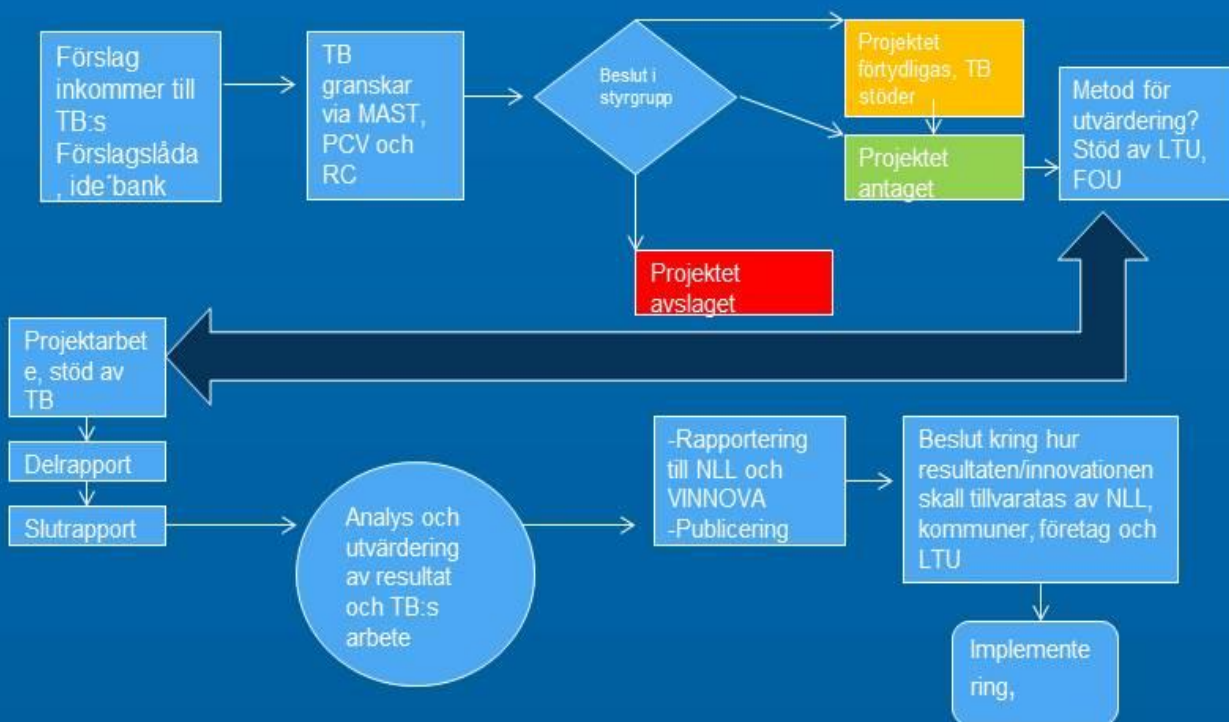 Förslag
inkommer till
TB:s
Förslagslåda
, ide´bank
TB
granskar
via MAST,
PCV och
RC
Beslut i
styrgrupp
Projektet
förtydligas, TB
stöder
Projektet
antaget
Metod för
utvärdering?
Stöd av LTU,
FOU
Projektet
avslaget
Projektarbet
e, stöd av
TB
Delrapport
Slutrapport
Analys och
utvärdering
av resultat
och TB:s
arbete
-Rapportering
till NLL och
VINNOVA
-Publicering
Beslut kring hur
resultaten/innovationen
skall tillvaratas av NLL,
kommuner, företag och
LTU
Implemente
ring,